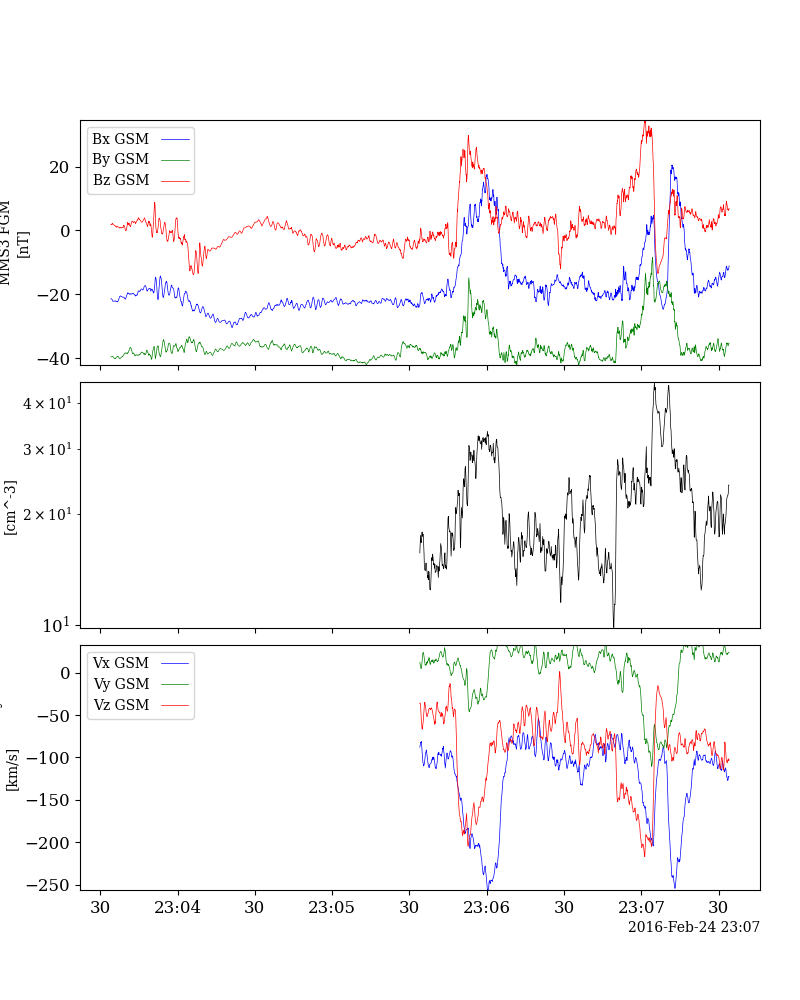 MMS3 FGM
[nT]
Bx GSM
By GSM
Bz GSM
20
0
−20
−40
[cm^-3]
4×10¹
3×10¹
2×10¹
10¹
[km/s]
Vx GSM
Vy GSM
Vz GSM
0
−50
−100
−150
−200
−250
30 23:04 30 23:05 30 23:06 30 23:07 30
2016-Feb-24 23:07